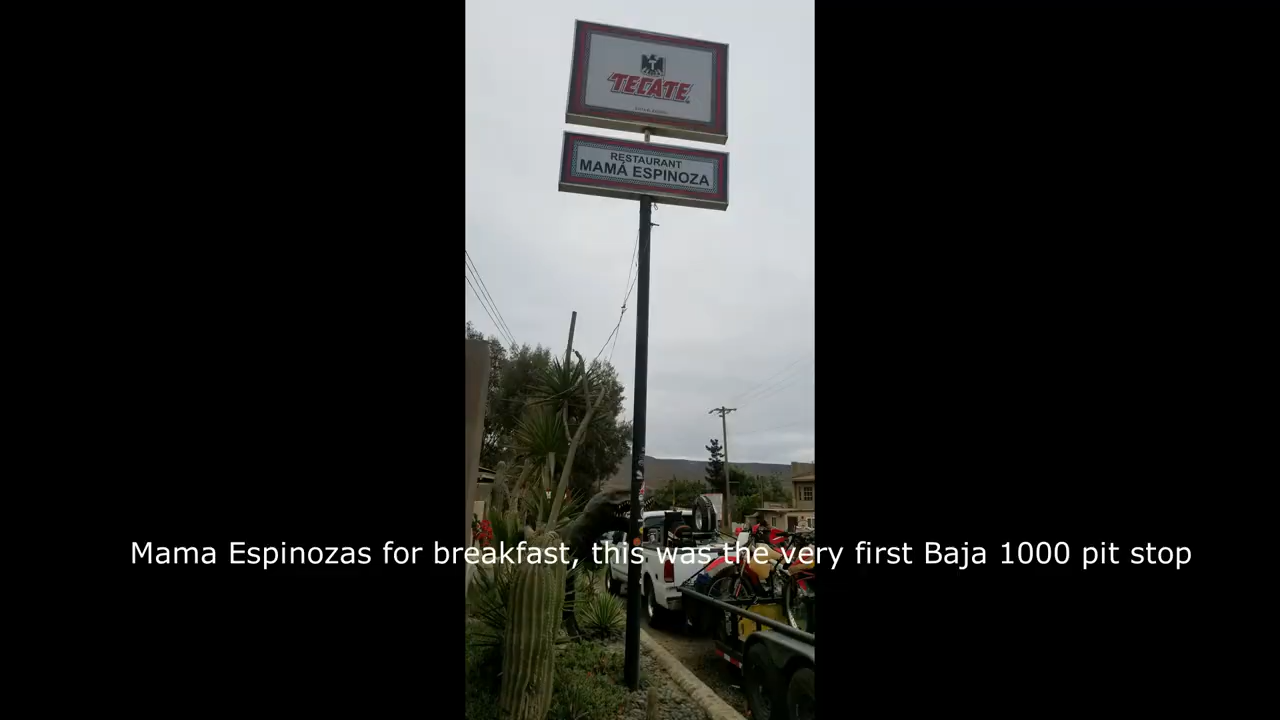 TECATE
RESTAURANT
MAMÁ ESPINOZA
Mama Espinozas for breakfast, this was the very first Baja 1000 pit stop